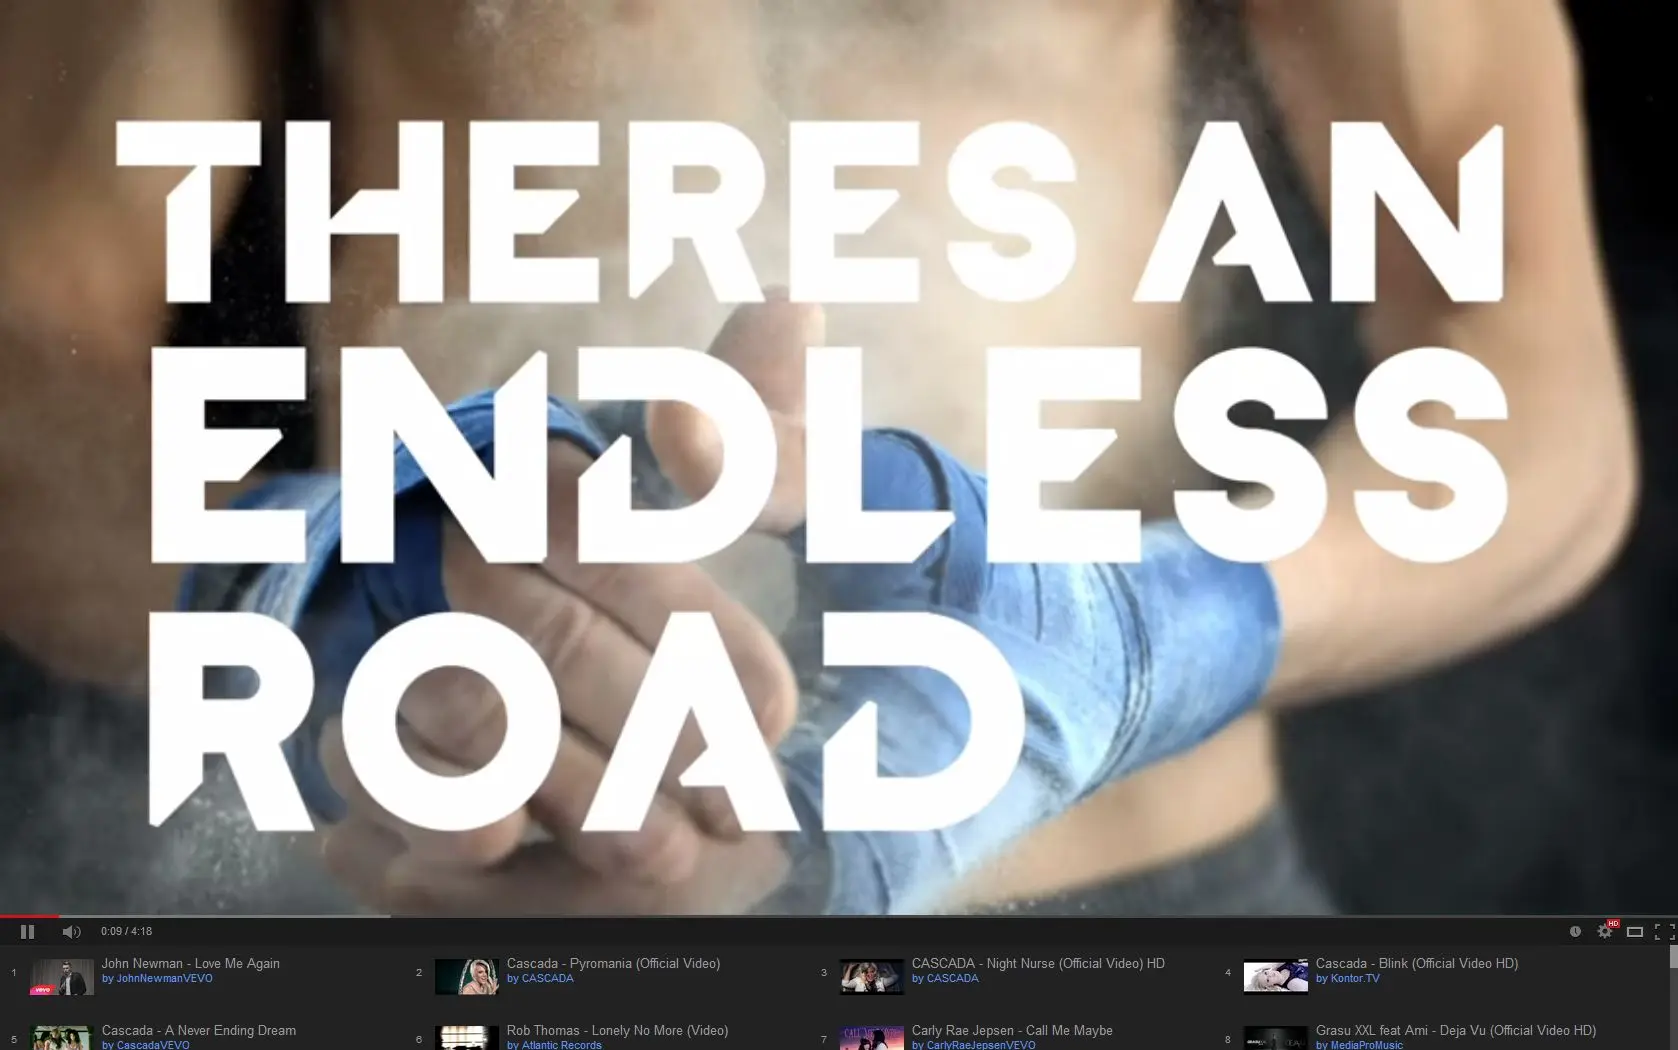 THERES AN
ENDLESS
ROAD
0:09 / 4:18
HD
1
John Newman - Love Me Again
by JohnNewmanVEVO
vevo
2
Cascada - Pyromania (Official Video)
by CASCADA
3
CASCADA - Night Nurse (Official Video) HD
by CASCADA
4
Cascada - Blink (Official Video HD)
by Kontor.TV
5
Cascada - A Never Ending Dream
by CascadaVEVO
6
Rob Thomas - Lonely No More (Video)
by Atlantic Records
7
CALL ME MAYBE
Carly Rae Jepsen - Call Me Maybe
by CarlyRaeJepsenVEVO
8
Grasu XXL feat Ami - Deja Vu (Official Video HD)
by MediaProMusic